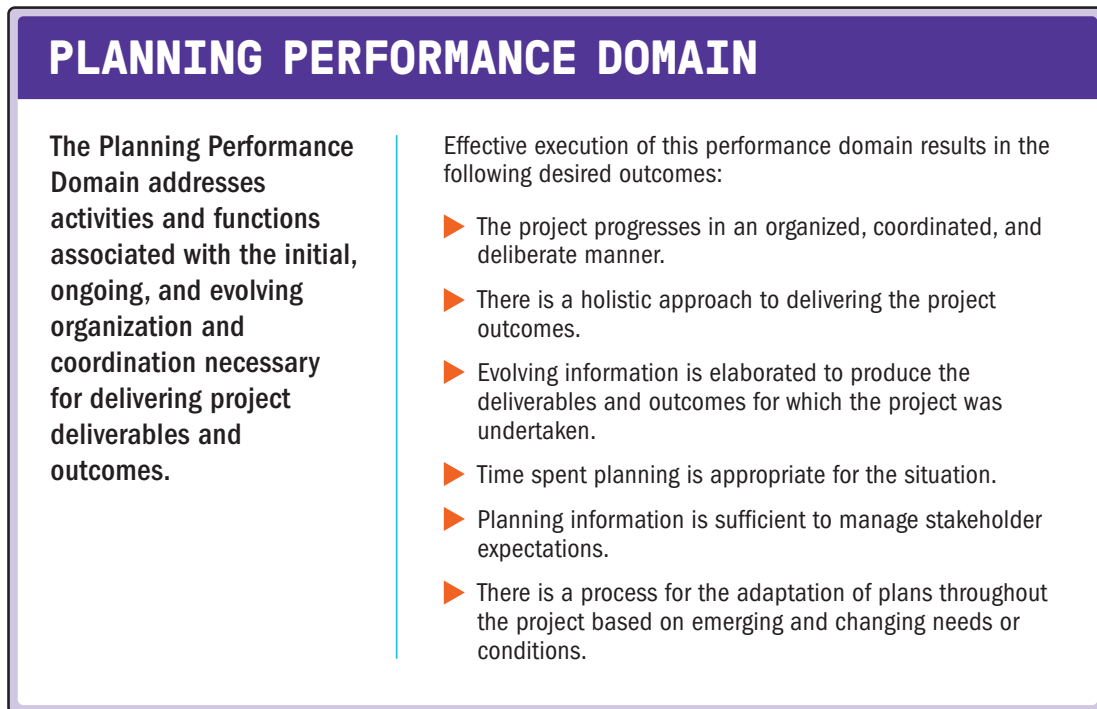 PLANNING PERFORMANCE DOMAIN
The Planning Performance
Domain addresses
activities and functions
associated with the initial,
ongoing, and evolving
organization and
coordination necessary
for delivering project
deliverables and
outcomes.
Effective execution of this performance domain results in the
following desired outcomes:
The project progresses in an organized, coordinated, and
deliberate manner.
There is a holistic approach to delivering the project
outcomes.
Evolving information is elaborated to produce the
deliverables and outcomes for which the project was
undertaken.
Time spent planning is appropriate for the situation.
Planning information is sufficient to manage stakeholder
expectations.
There is a process for the adaptation of plans throughout
the project based on emerging and changing needs or
conditions.